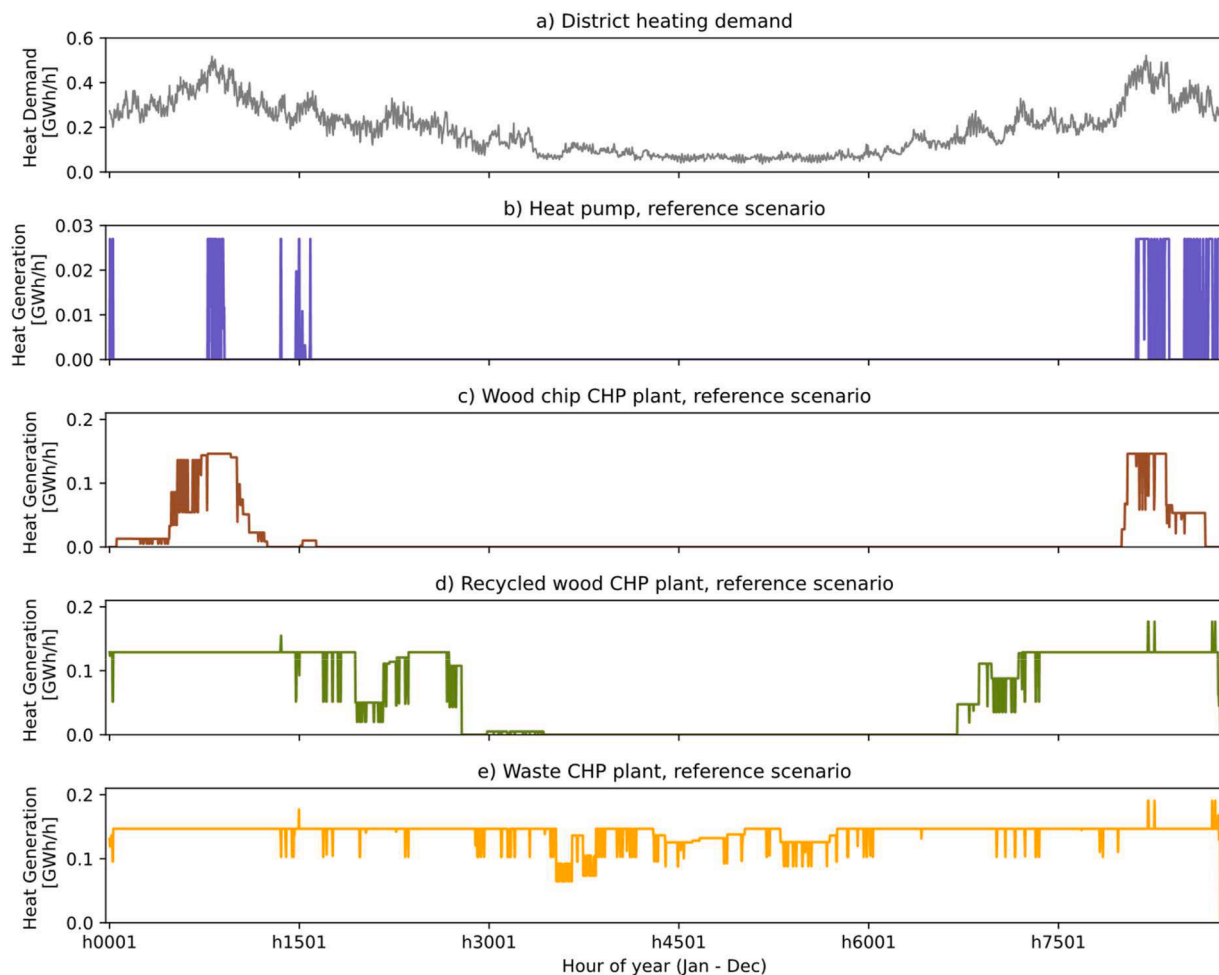 a) District heating demand
Heat Demand
[GWh/h]
0.6
0.4
0.2
0.0
b) Heat pump, reference scenario
Heat Generation
[GWh/h]
0.03
0.02
0.01
0.00
c) Wood chip CHP plant, reference scenario
Heat Generation
[GWh/h]
0.2
0.1
0.0
d) Recycled wood CHP plant, reference scenario
Heat Generation
[GWh/h]
0.2
0.1
0.0
e) Waste CHP plant, reference scenario
Heat Generation
[GWh/h]
0.2
0.1
0.0
h0001 h1501 h3001 h4501 h6001 h7501
Hour of year (Jan - Dec)